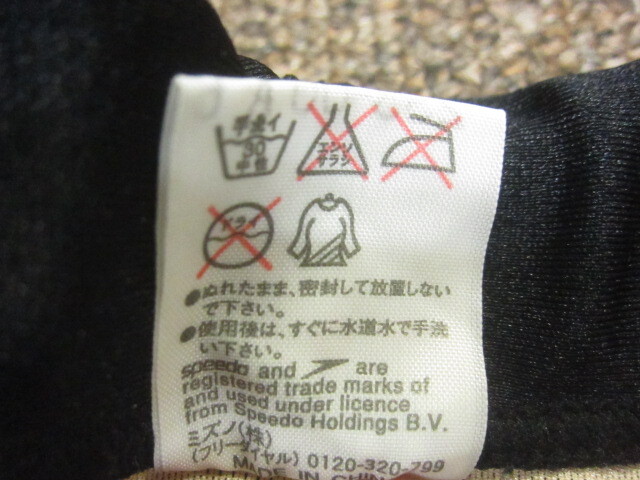 手洗イ
30
中性
エンソ
サラシ
ドライ
●ぬれたまま、密封して放置しない
で下さい。
●使用後は、すぐに水道水で手洗
い下さい。
speedo and are
registered trade marks of
and used under licence
from Speedo Holdings B.V.
ミズノ(株)
(フリーダイヤル) 0120-320-799
MADE IN CHINA